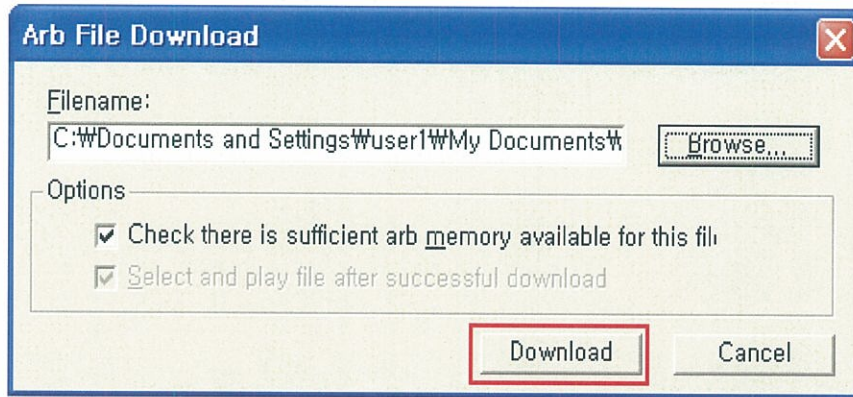 Arb File Download
Filename:
C:₩Documents and Settings₩user1₩My Documents₩
Browse...
Options
Check there is sufficient arb memory available for this fil
Select and play file after successful download
Download
Cancel